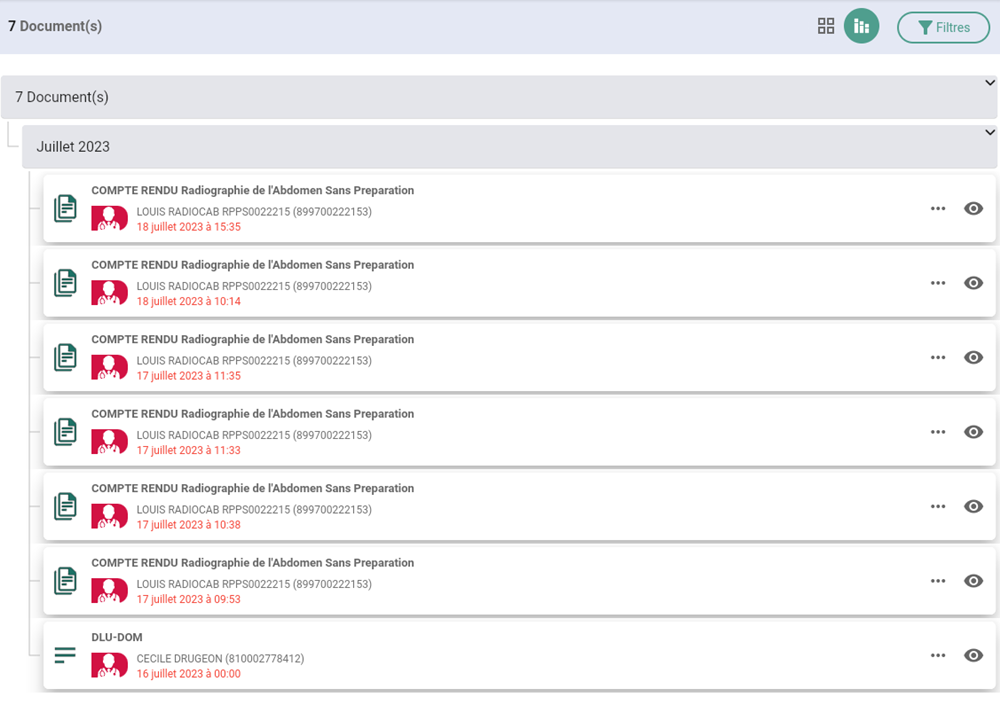 7 Document(s)
Filtres
7 Document(s)
Juillet 2023
COMPTE RENDU Radiographie de l'Abdomen Sans Preparation
LOUIS RADIOCAB RPPS0022215 (899700222153)
18 juillet 2023 à 15:35
COMPTE RENDU Radiographie de l'Abdomen Sans Preparation
LOUIS RADIOCAB RPPS0022215 (899700222153)
18 juillet 2023 à 10:14
COMPTE RENDU Radiographie de l'Abdomen Sans Preparation
LOUIS RADIOCAB RPPS0022215 (899700222153)
17 juillet 2023 à 11:35
COMPTE RENDU Radiographie de l'Abdomen Sans Preparation
LOUIS RADIOCAB RPPS0022215 (899700222153)
17 juillet 2023 à 11:33
COMPTE RENDU Radiographie de l'Abdomen Sans Preparation
LOUIS RADIOCAB RPPS0022215 (899700222153)
17 juillet 2023 à 10:38
COMPTE RENDU Radiographie de l'Abdomen Sans Preparation
LOUIS RADIOCAB RPPS0022215 (899700222153)
17 juillet 2023 à 09:53
DLU-DOM
CECILE DRUGEON (810002778412)
16 juillet 2023 à 00:00